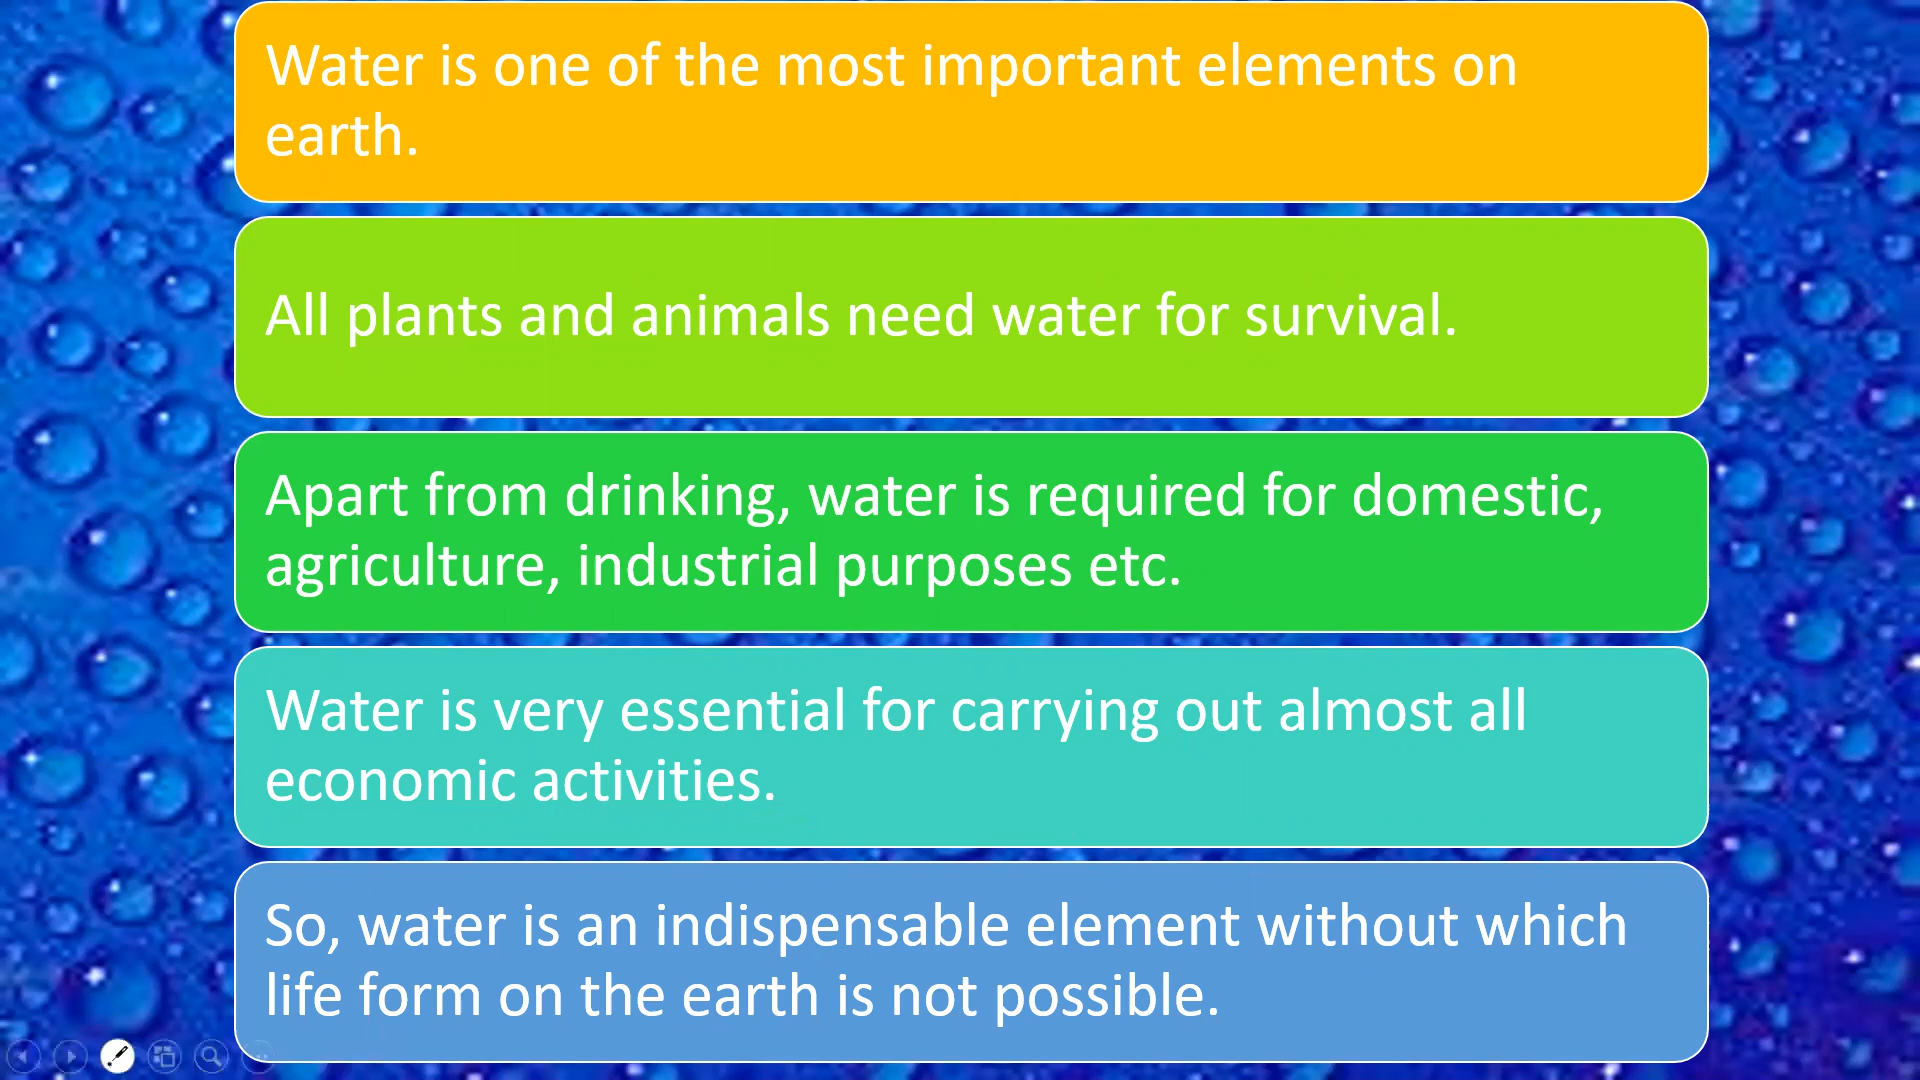 Water is one of the most important elements on
earth.
All plants and animals need water for survival.
Apart from drinking, water is required for domestic,
agriculture, industrial purposes etc.
Water is very essential for carrying out almost all
economic activities.
So, water is an indispensable element without which
life form on the earth is not possible.